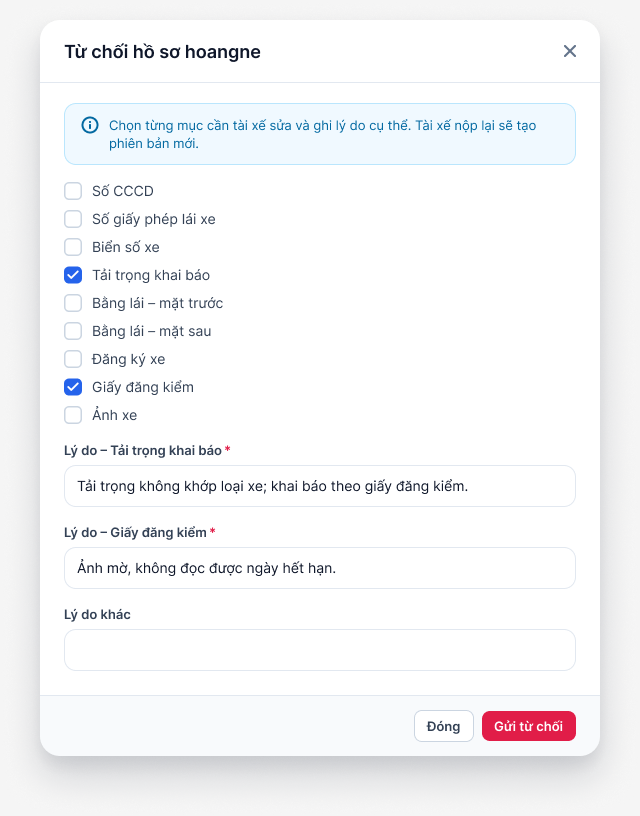 Từ chối hồ sơ hoangne
Chọn từng mục cần tài xế sửa và ghi lý do cụ thể. Tài xế nộp lại sẽ tạo
phiên bản mới.
Số CCCD
Số giấy phép lái xe
Biển số xe
Tải trọng khai báo
Bằng lái – mặt trước
Bằng lái – mặt sau
Đăng ký xe
Giấy đăng kiểm
Ảnh xe
Lý do – Tải trọng khai báo *
Tải trọng không khớp loại xe; khai báo theo giấy đăng kiểm.
Lý do – Giấy đăng kiểm *
Ảnh mờ, không đọc được ngày hết hạn.
Lý do khác
Đóng
Gửi từ chối